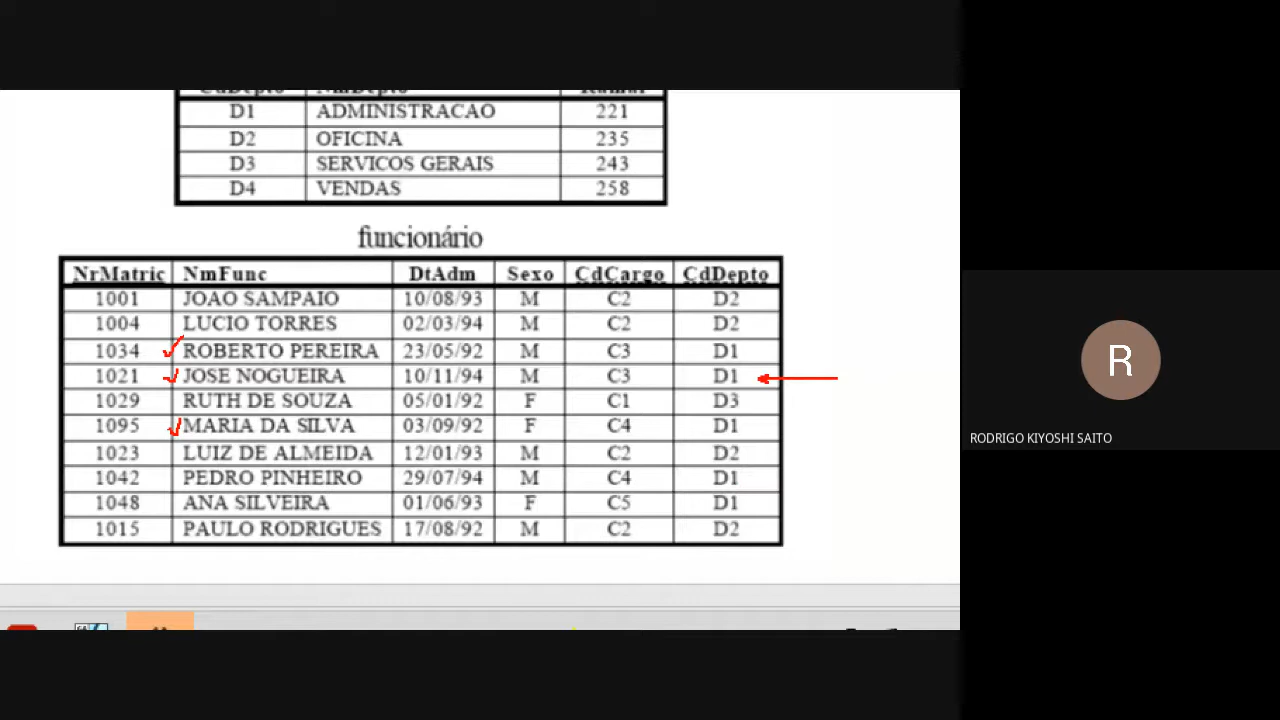 CdDepto NmDepto Ramal
D1 ADMINISTRACAO 221
D2 OFICINA 235
D3 SERVICOS GERAIS 243
D4 VENDAS 258
funcionário
NrMatric NmFunc DtAdm Sexo CdCargo CdDepto
1001 JOAO SAMPAIO 10/08/93 M C2 D2
1004 LUCIO TORRES 02/03/94 M C2 D2
1034 ROBERTO PEREIRA 23/05/92 M C3 D1
1021 JOSE NOGUEIRA 10/11/94 M C3 D1
1029 RUTH DE SOUZA 05/01/92 F C1 D3
1095 MARIA DA SILVA 03/09/92 F C4 D1
1023 LUIZ DE ALMEIDA 12/01/93 M C2 D2
1042 PEDRO PINHEIRO 29/07/94 M C4 D1
1048 ANA SILVEIRA 01/06/93 F C5 D1
1015 PAULO RODRIGUES 17/08/92 M C2 D2
R
RODRIGO KIYOSHI SAITO